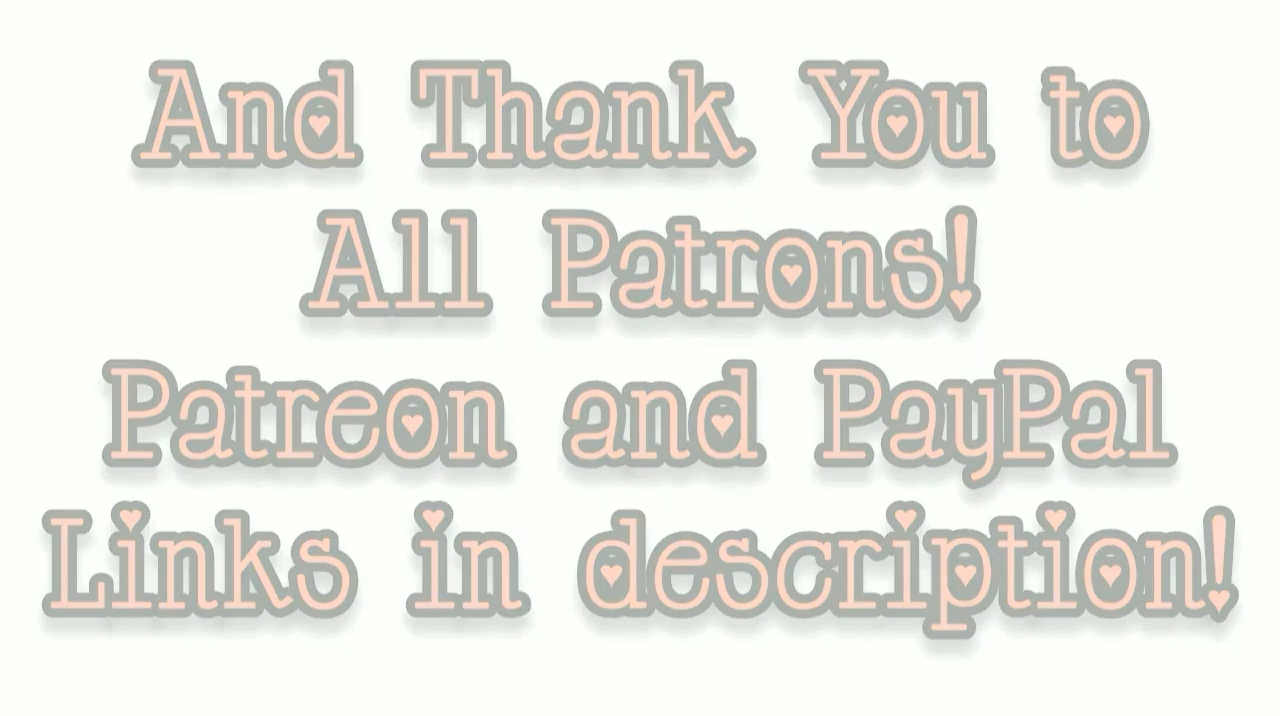 And Thank You to
All Patrons!
Patreon and PayPal
Links in description!